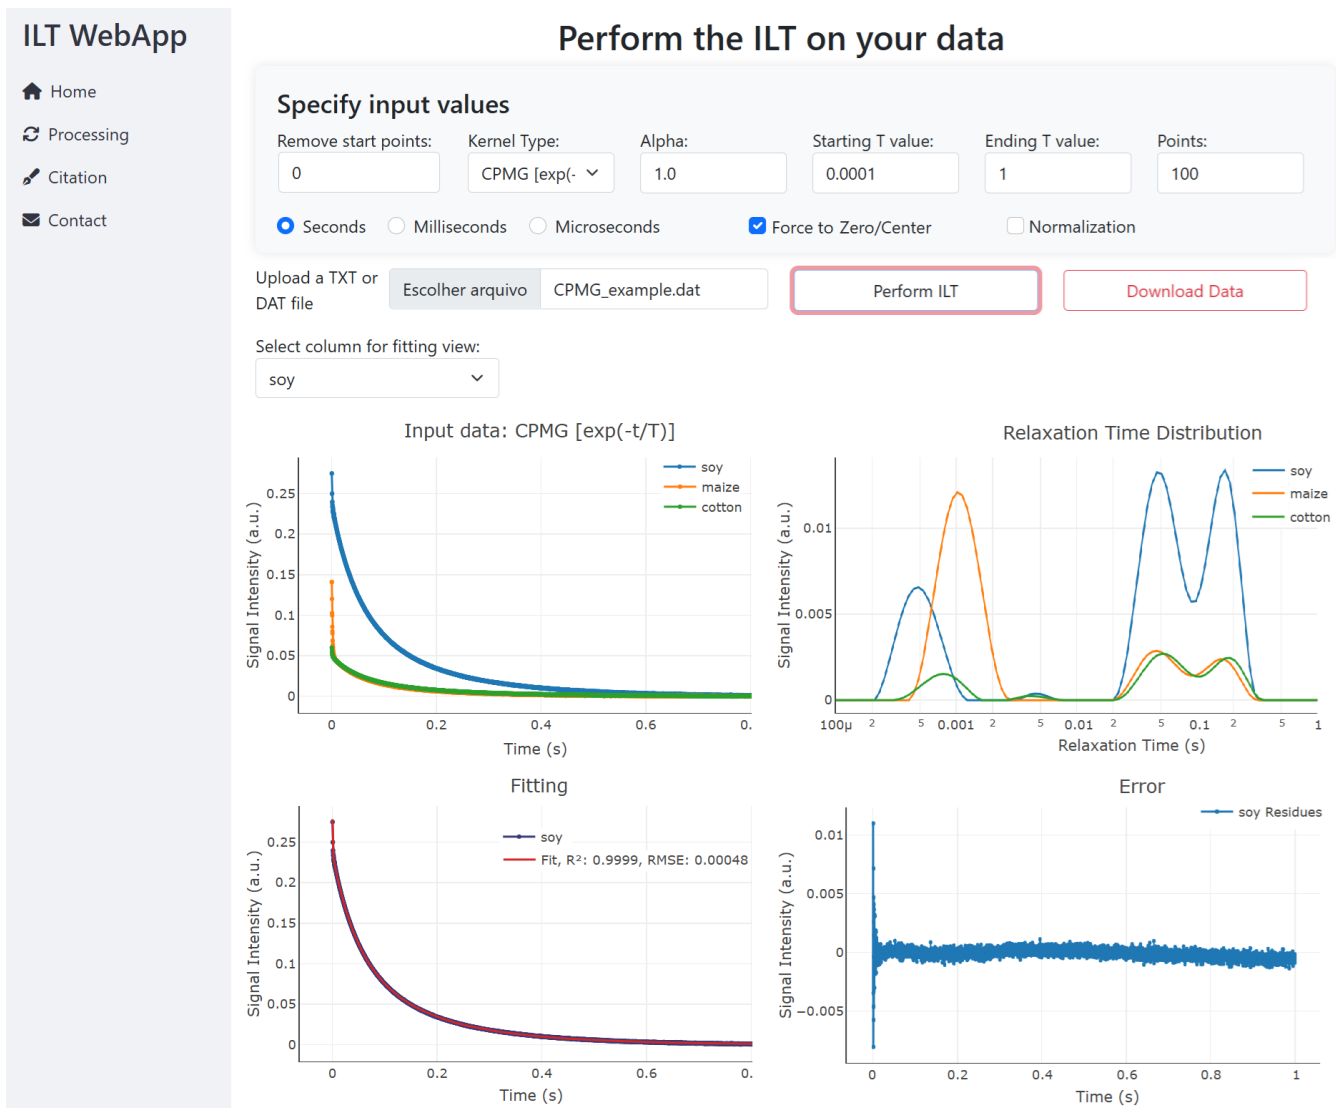 ILT WebApp
Home
Processing
Citation
Contact
Perform the ILT on your data
Specify input values
Remove start points: Kernel Type: Alpha: Starting T value: Ending T value: Points:
0 CPMG [exp(- 1.0 0.0001 1 100
Seconds Milliseconds Microseconds Force to Zero/Center Normalization
Upload a TXT or
DAT file
Escolher arquivo CPMG_example.dat Perform ILT Download Data
Select column for fitting view:
soy
Input data: CPMG [exp(-t/T)]
soy
maize
cotton
Signal Intensity (a.u.)
0.25
0.2
0.15
0.1
0.05
0
0 0.2 0.4 0.6 0.
Time (s)
Relaxation Time Distribution
soy
maize
cotton
Signal Intensity (a.u.)
0.01
0.005
0
100μ 2 5 0.001 2 5 0.01 2 5 0.1 2 5 1
Relaxation Time (s)
Fitting
soy
Fit, R²: 0.9999, RMSE: 0.00048
Signal Intensity (a.u.)
0.25
0.2
0.15
0.1
0.05
0
0 0.2 0.4 0.6 0.
Time (s)
Error
soy Residues
Signal Intensity (a.u.)
0.01
0.005
0
−0.005
0 0.2 0.4 0.6 0.8 1
Time (s)